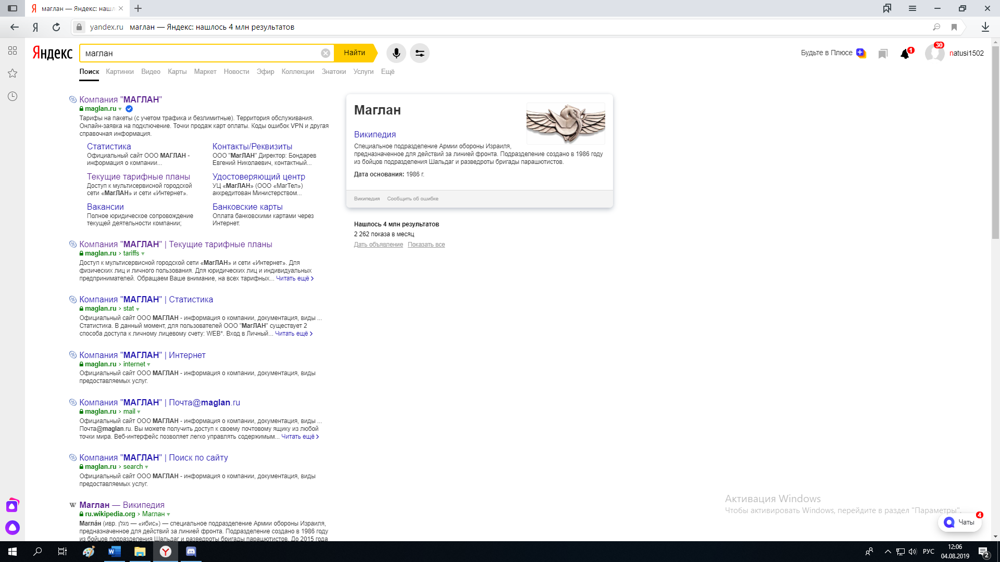 маглан — Яндекс: наш
yandex.ru маглан — Яндекс: нашлось 4 млн результатов
Яндекс
маглан
Найти
Будьте в Плюсе
1
30
natusi1502
Поиск Картинки Видео Карты Маркет Новости Эфир Коллекции Знатоки Услуги Ещё
Компания "МАГЛАН"
maglan.ru
Тарифы на пакеты (с учетом трафика и безлимитные). Территория обслуживания.
Онлайн-заявка на подключение. Точки продаж карт оплаты. Коды ошибок VPN и другая
справочная информация.
Статистика
Официальный сайт ООО МАГЛАН -
информация о компании...
Контакты/Реквизиты
ООО "МагЛАН" Директор: Бондарев
Евгений Николаевич, контактный...
Текущие тарифные планы
Доступ к мультисервисной городской
сети «МагЛАН» и сети «Интернет».
Удостоверяющий центр
УЦ «МагЛАН» (ООО «МагТел»)
аккредитован Министерством...
Вакансии
Полное юридическое сопровождение
текущей деятельности компании;
Банковские карты
Оплата банковскими картами через
Интернет.
Компания "МАГЛАН" | Текущие тарифные планы
maglan.ru › tariffs
Доступ к мультисервисной городской сети «МагЛАН» и сети «Интернет». Для
физических лиц и личного пользования. Для юридических лиц и индивидуальных
предпринимателей. Обращаем Ваше внимание, на всех тарифных... Читать ещё ›
Компания "МАГЛАН" | Статистика
maglan.ru › stat
Официальный сайт ООО МАГЛАН - информация о компании, документация, виды ...
Статистика. В данный момент, для пользователей ООО "МагЛАН" существует 2
способа доступа к личному лицевому счету: WEB*. Вход в Личный... Читать ещё ›
Компания "МАГЛАН" | Интернет
maglan.ru › internet
Официальный сайт ООО МАГЛАН - информация о компании, документация, виды
предоставляемых услуг.
Компания "МАГЛАН" | Почта@maglan.ru
maglan.ru › mail
Официальный сайт ООО МАГЛАН - информация о компании, документация, виды ...
Почта@maglan.ru. Вы можете получить доступ к своему почтовому ящику из любой
точки мира. Веб-интерфейс позволяет легко управлять содержимым... Читать ещё ›
Компания "МАГЛАН" | Поиск по сайту
maglan.ru › search
Официальный сайт ООО МАГЛАН - информация о компании, документация, виды
предоставляемых услуг.
W Маглан — Википедия
ru.wikipedia.org › Маглан
Магла́н (ивр. מגלן — «ибис») — специальное подразделение Армии обороны Израиля,
предназначенное для действий за линией фронта. Подразделение создано в 1986 году
из бойцов подразделения Шальдаг и разведроты бригады парашютистов. До 2015 года
Маглан
Википедия
Специальное подразделение Армии обороны Израиля,
предназначенное для действий за линией фронта. Подразделение создано в 1986 году
из бойцов подразделения Шальдаг и разведроты бригады парашютистов.
Дата основания: 1986 г.
Википедия Сообщить об ошибке
Нашлось 4 млн результатов
2 262 показа в месяц
Дать объявление Показать все
Активация Windows
Чтобы активировать Windows, перейдите в раздел "Параметры".
Чаты
4
РУС
12:06
04.08.2019
2